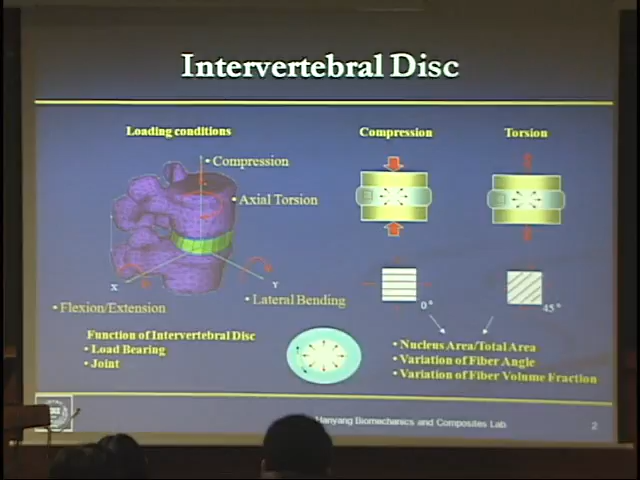 Intervertebral Disc
Loading conditions
• Compression
• Axial Torsion
X
Y
• Flexion/Extension
• Lateral Bending
Compression
Torsion
0°
45°
Function of Intervertebral Disc
• Load Bearing
• Joint
• Nucleus Area/Total Area
• Variation of Fiber Angle
• Variation of Fiber Volume Fraction
Hanyang Biomechanics and Composites Lab
2